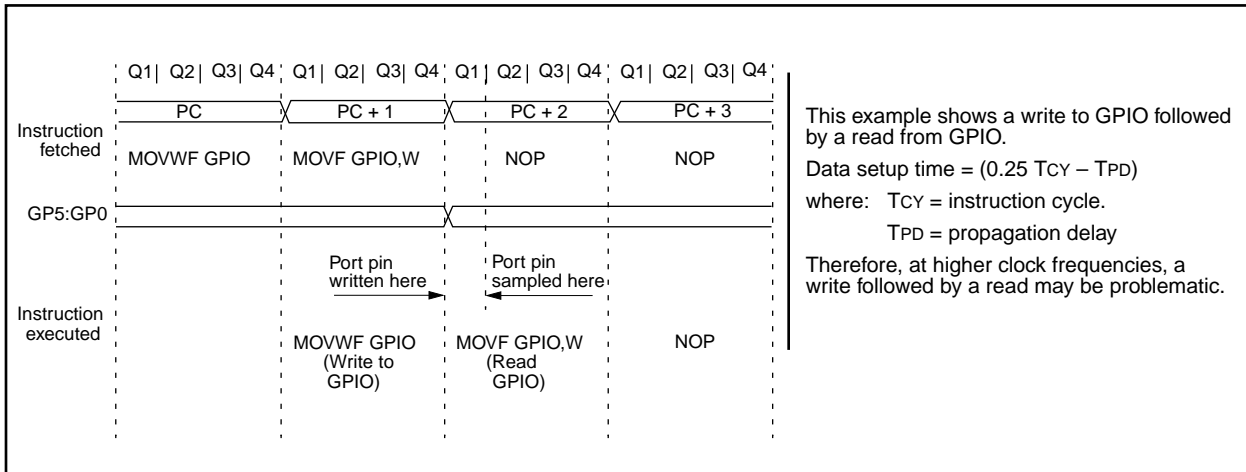 Q1| Q2| Q3| Q4 Q1| Q2| Q3| Q4 Q1| Q2| Q3| Q4 Q1| Q2| Q3| Q4
PC PC + 1 PC + 2 PC + 3
Instruction
fetched
MOVWF GPIO MOVF GPIO,W NOP NOP
GP5:GP0
Port pin
written here
Port pin
sampled here
Instruction
executed
MOVWF GPIO
(Write to
GPIO)
MOVF GPIO,W
(Read
GPIO)
NOP
This example shows a write to GPIO followed
by a read from GPIO.
Data setup time = (0.25 TCY – TPD)
where: TCY = instruction cycle.
TPD = propagation delay
Therefore, at higher clock frequencies, a
write followed by a read may be problematic.